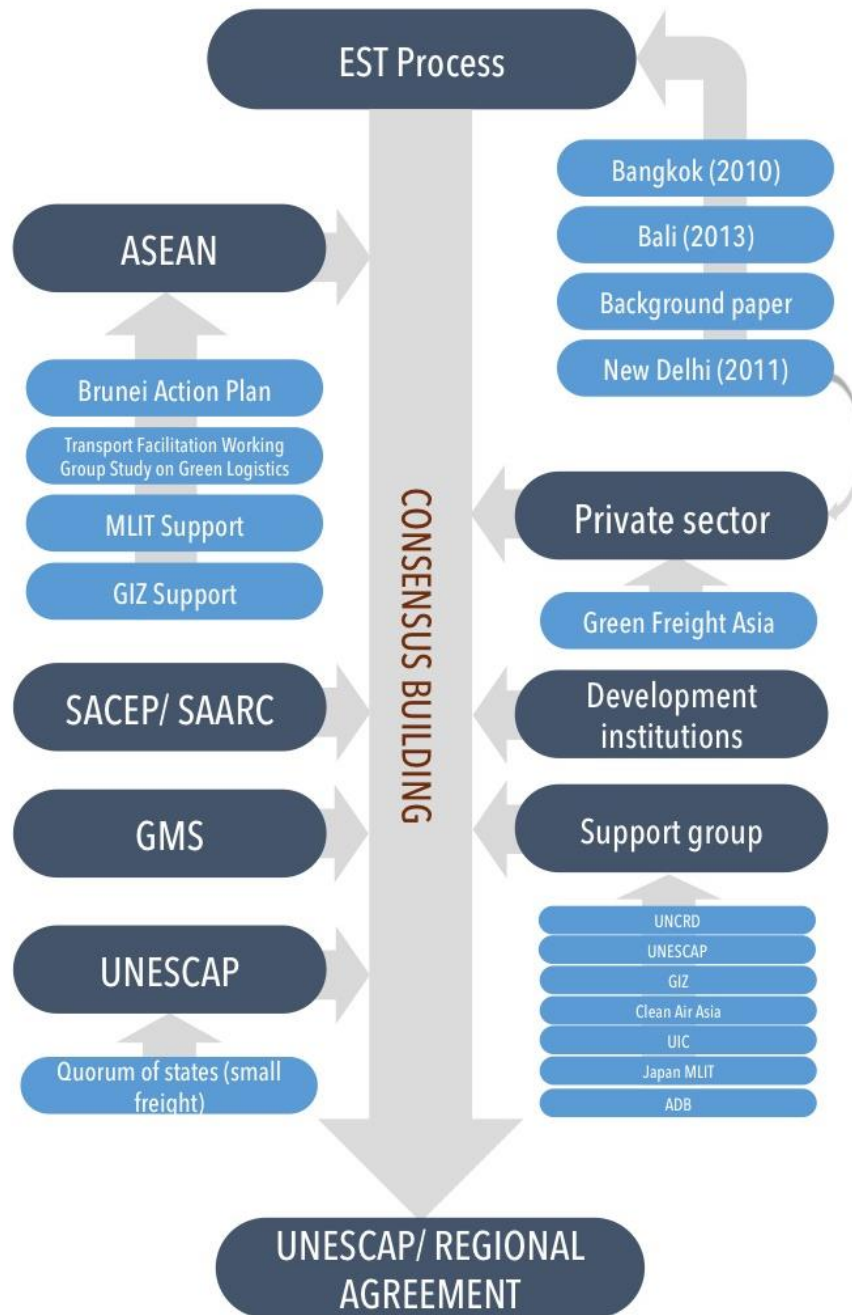 EST Process
Bangkok (2010)
Bali (2013)
Background paper
New Delhi (2011)
ASEAN
Brunei Action Plan
Transport Facilitation Working
Group Study on Green Logistics
MLIT Support
GIZ Support
CONSENSUS BUILDING
Private sector
Green Freight Asia
SACEP/ SAARC
Development
institutions
GMS
Support group
UNCRD
UNESCAP
GIZ
Clean Air Asia
UIC
Japan MLIT
ADB
UNESCAP
Quorum of states (small
freight)
UNESCAP/ REGIONAL
AGREEMENT